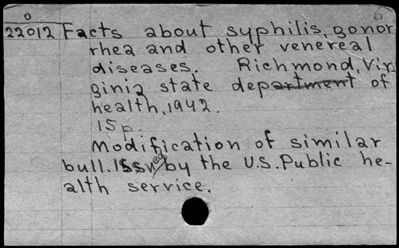 22012 Facts about syphilis, gonor
rhea and other venereal
diseases. Richmond, Vir
ginia state department of
health, 1942.
15p.
Modification of similar
bull. issued by the U.S. Public he-
alth service.